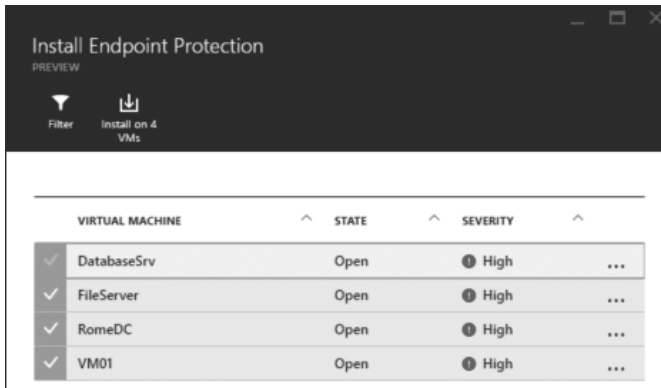 Install Endpoint Protection
PREVIEW
Filter
Install on 4
VMs
VIRTUAL MACHINE STATE SEVERITY
DatabaseSrv Open High ...
FileServer Open High ...
RomeDC Open High ...
VM01 Open High ...